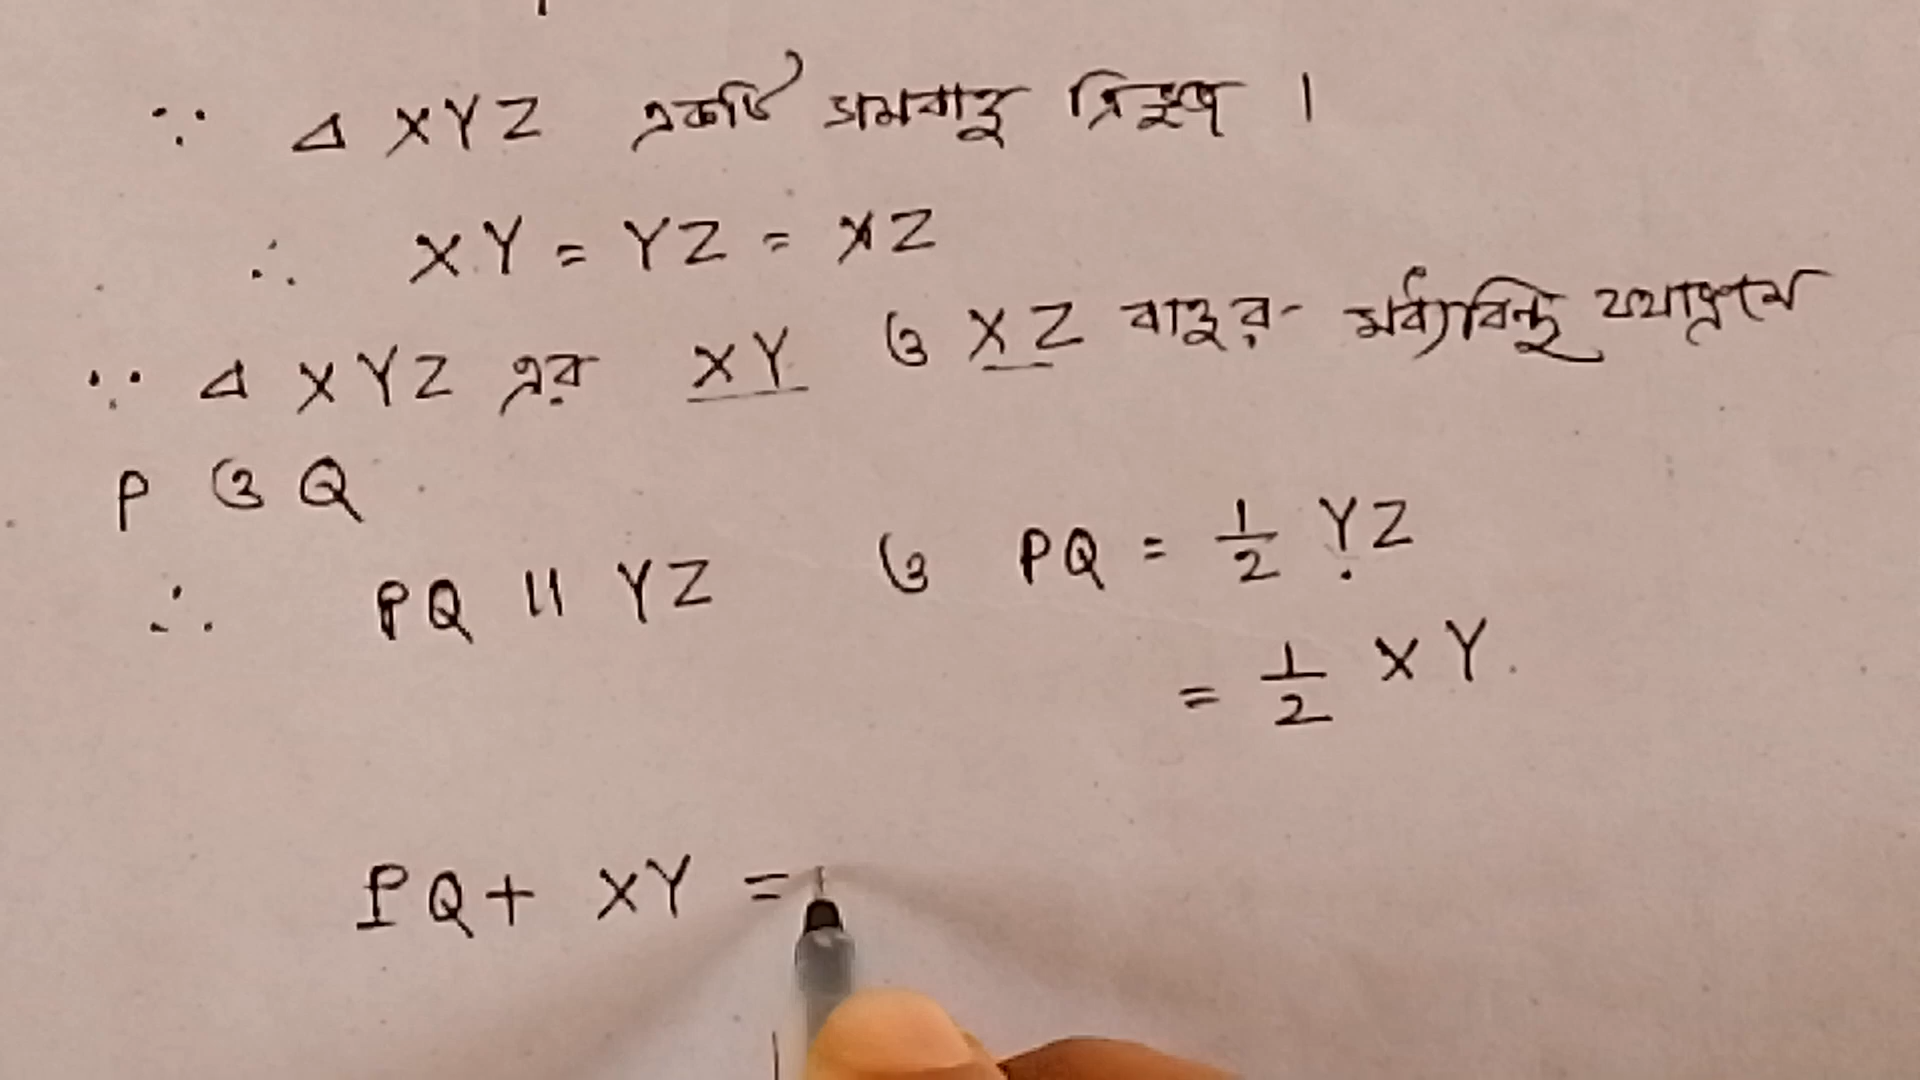 ∵ Δ XYZ একটি সমবাহু ত্রিভুজ ।
∴ XY = YZ = XZ
∵ Δ XYZ এর XY ও XZ বাহুর মধ্যবিন্দু যথাক্রমে
P ও Q
∴ PQ || YZ ও PQ = 1/2 YZ
= 1/2 XY.
PQ + XY =